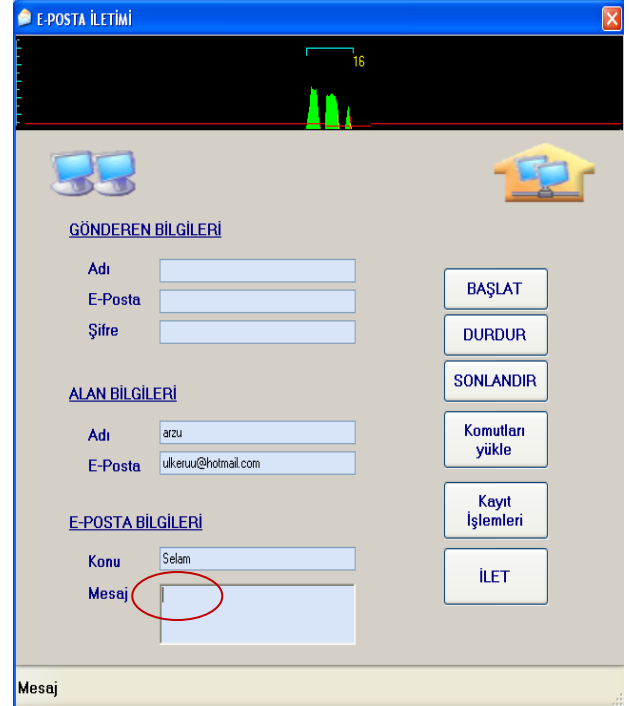 E-POSTA İLETİMİ
16
GÖNDEREN BİLGİLERİ
Adı
E-Posta
Şifre
ALAN BİLGİLERİ
Adı arzu
E-Posta ulkeruu@hotmail.com
E-POSTA BİLGİLERİ
Konu Selam
Mesaj
BAŞLAT
DURDUR
SONLANDIR
Komutları
yükle
Kayıt
İşlemleri
İLET
Mesaj